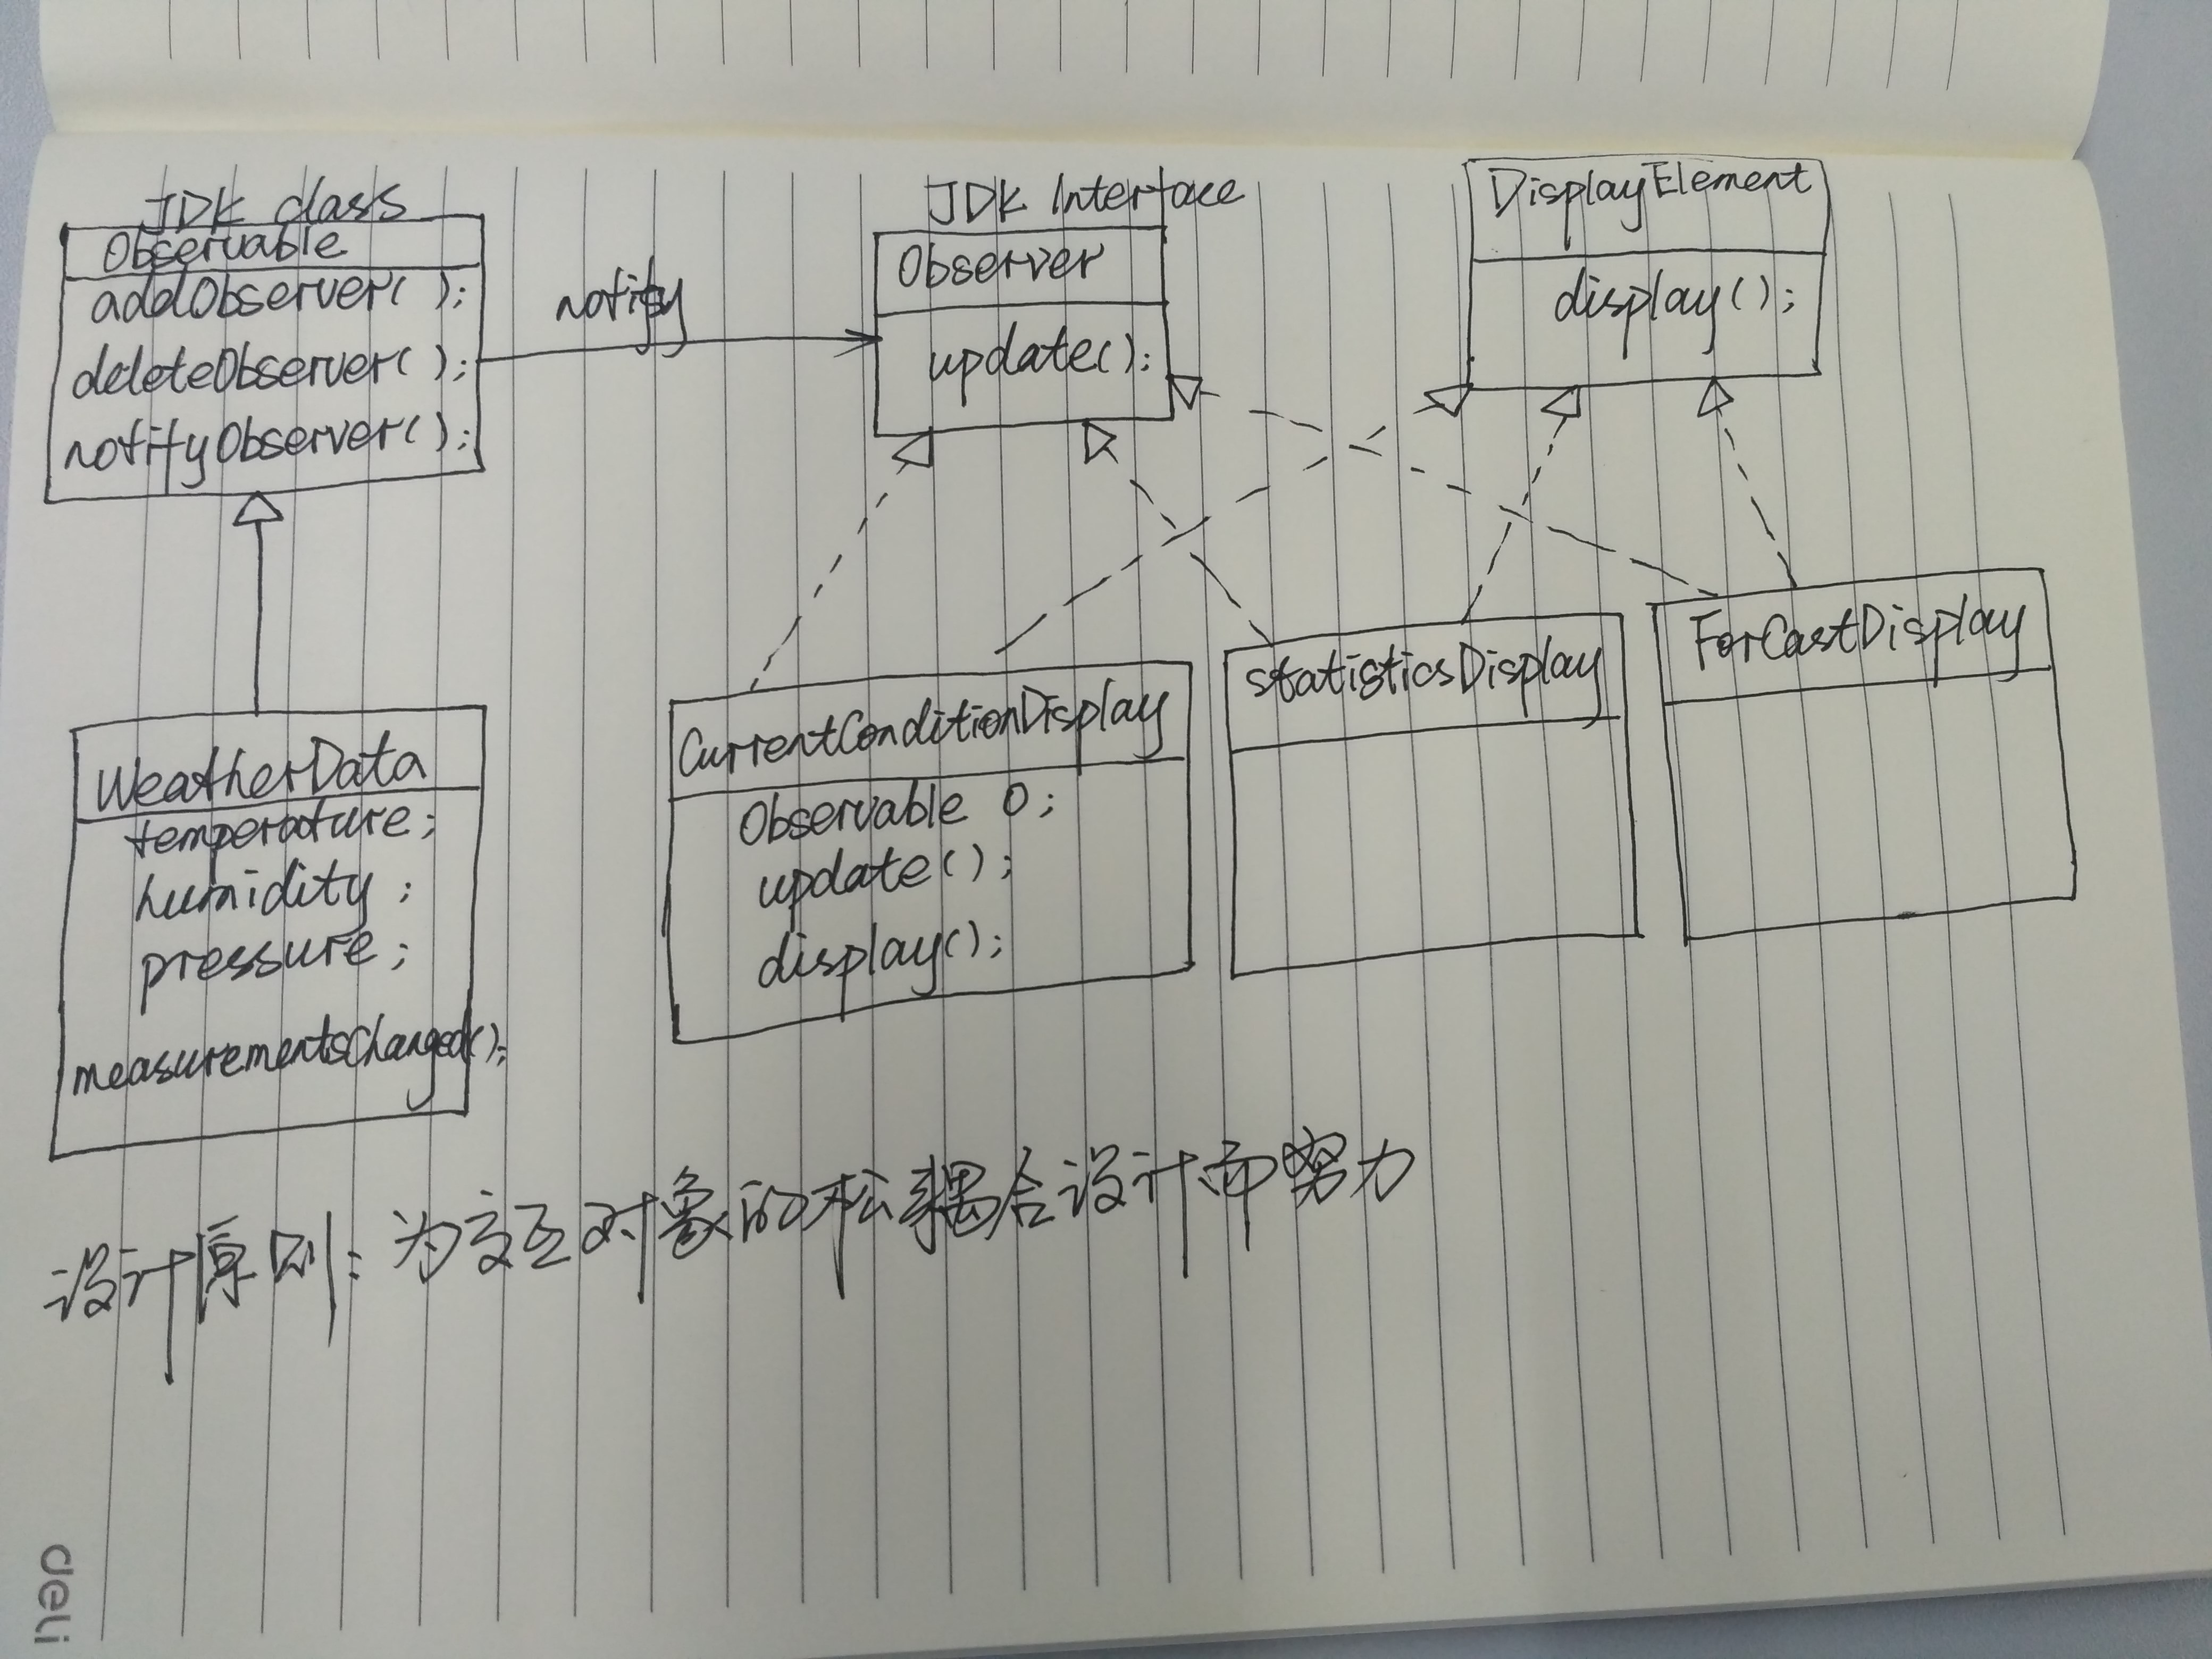 JDK class
Observable
addObserver( );
deleteObserver( );
notifyObserver( );
notify
JDK Interface
Observer
update();
DisplayElement
display();
WeatherData
temperature;
humidity;
pressure;
measurementsChanged();
CurrentConditionDisplay
Observable O;
update();
display();
statisticsDisplay
ForCastDisplay
设计原则：为交互对象的松耦合设计而努力
deli